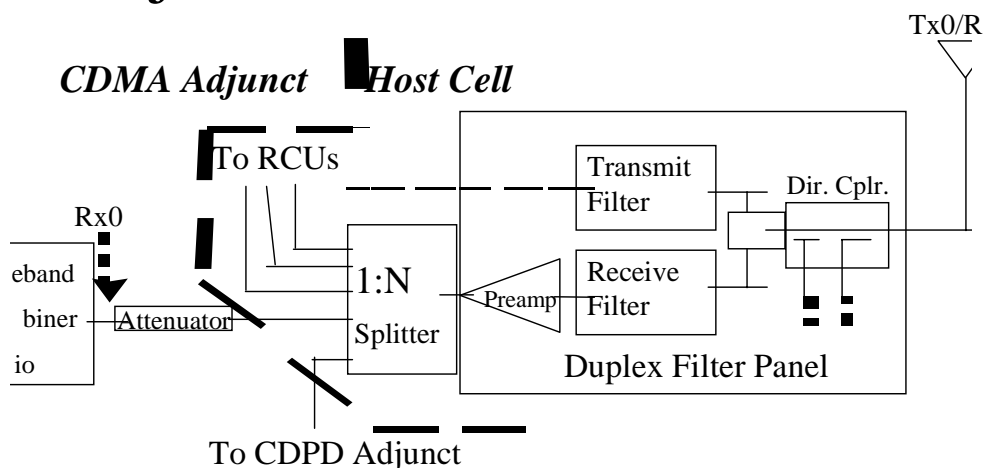 Tx0/R
CDMA Adjunct
Host Cell
To RCUs
Transmit
Filter
Dir. Cplr.
Rx0
eband
biner
io
Attenuator
1:N
Splitter
Preamp
Receive
Filter
Duplex Filter Panel
To CDPD Adjunct